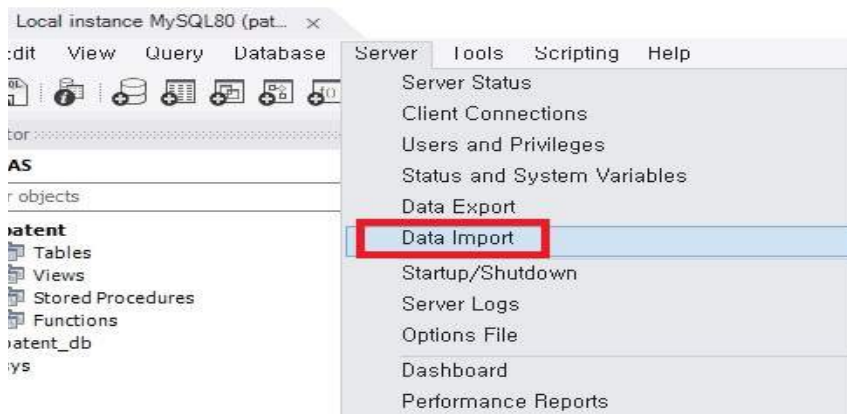 Local instance MySQL80 (pat... ×
:dit View Query Database Server Tools Scripting Help
Server Status
Client Connections
Users and Privileges
Status and System Variables
Data Export
Data Import
Startup/Shutdown
Server Logs
Options File
Dashboard
Performance Reports
tor
AS
r objects
patent
Tables
Views
Stored Procedures
Functions
patent_db
sys